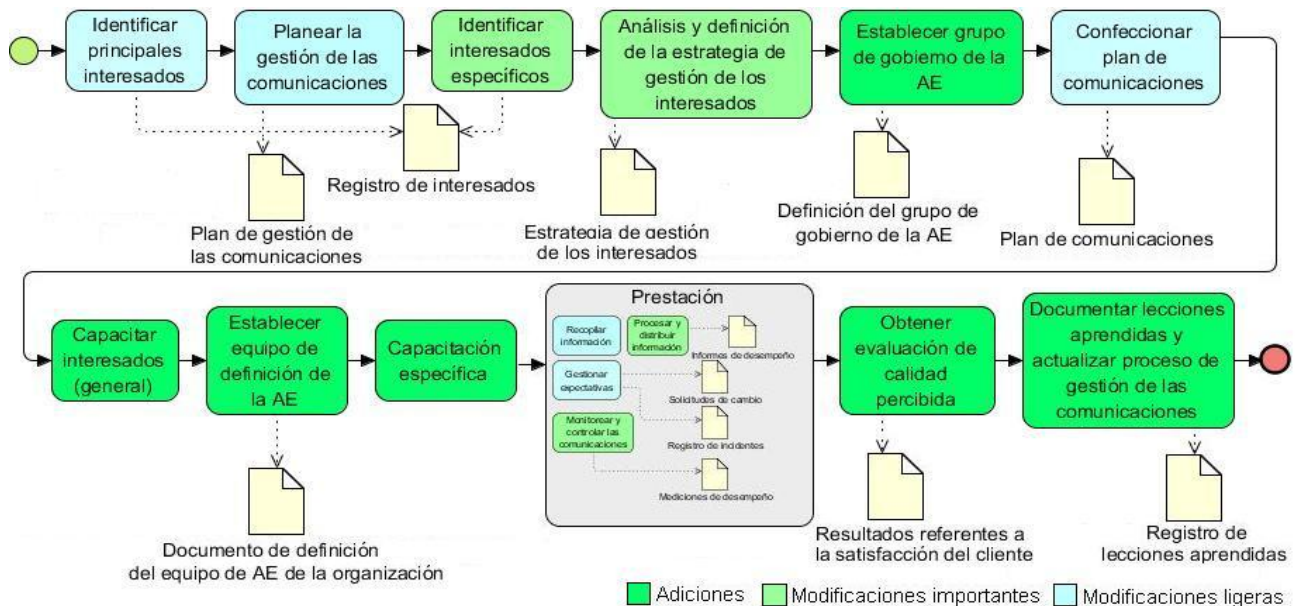 Identificar
principales
interesados
Planear la
gestión de las
comunicaciones
Identificar
interesados
específicos
Análisis y definición
de la estrategia de
gestión de los
interesados
Establecer grupo
de gobierno de la
AE
Confeccionar
plan de
comunicaciones
Registro de interesados
Plan de gestión de
las comunicaciones
Estrategia de gestión
de los interesados
Definición del grupo de
gobierno de la AE
Plan de comunicaciones
Capacitar
interesados
(general)
Establecer
equipo de
definición de
la AE
Capacitación
específica
Prestación
Recopilar
información
Procesar y
distribuir
información
Informes de desempeño
Gestionar
expectativas
Solicitudes de cambio
Monitorear y
controlar las
comunicaciones
Registro de incidentes
Mediciones de desempeño
Obtener
evaluación de
calidad
percibida
Documentar lecciones
aprendidas y
actualizar proceso de
gestión de las
comunicaciones
Documento de definición
del equipo de AE de la organización
Resultados referentes a
la satisfacción del cliente
Registro de
lecciones aprendidas
Adiciones
Modificaciones importantes
Modificaciones ligeras